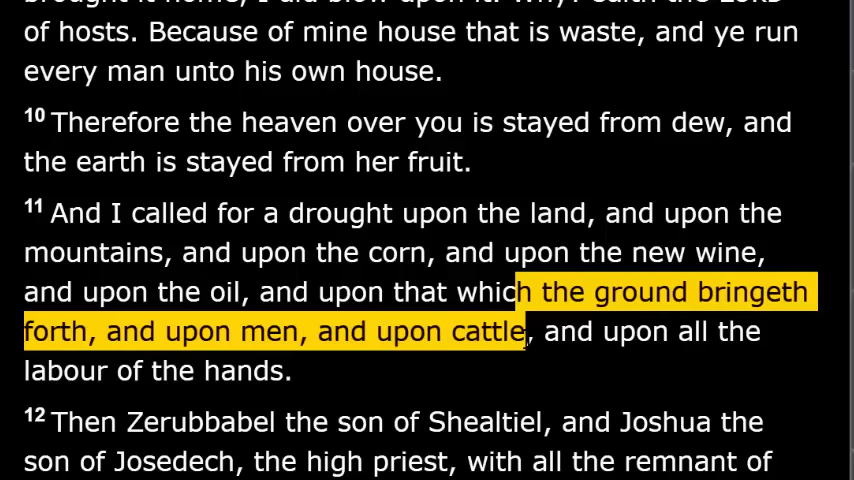 of hosts. Because of mine house that is waste, and ye run
every man unto his own house.
10 Therefore the heaven over you is stayed from dew, and
the earth is stayed from her fruit.
11 And I called for a drought upon the land, and upon the
mountains, and upon the corn, and upon the new wine,
and upon the oil, and upon that which the ground bringeth
forth, and upon men, and upon cattle, and upon all the
labour of the hands.
12 Then Zerubbabel the son of Shealtiel, and Joshua the
son of Josedech, the high priest, with all the remnant of